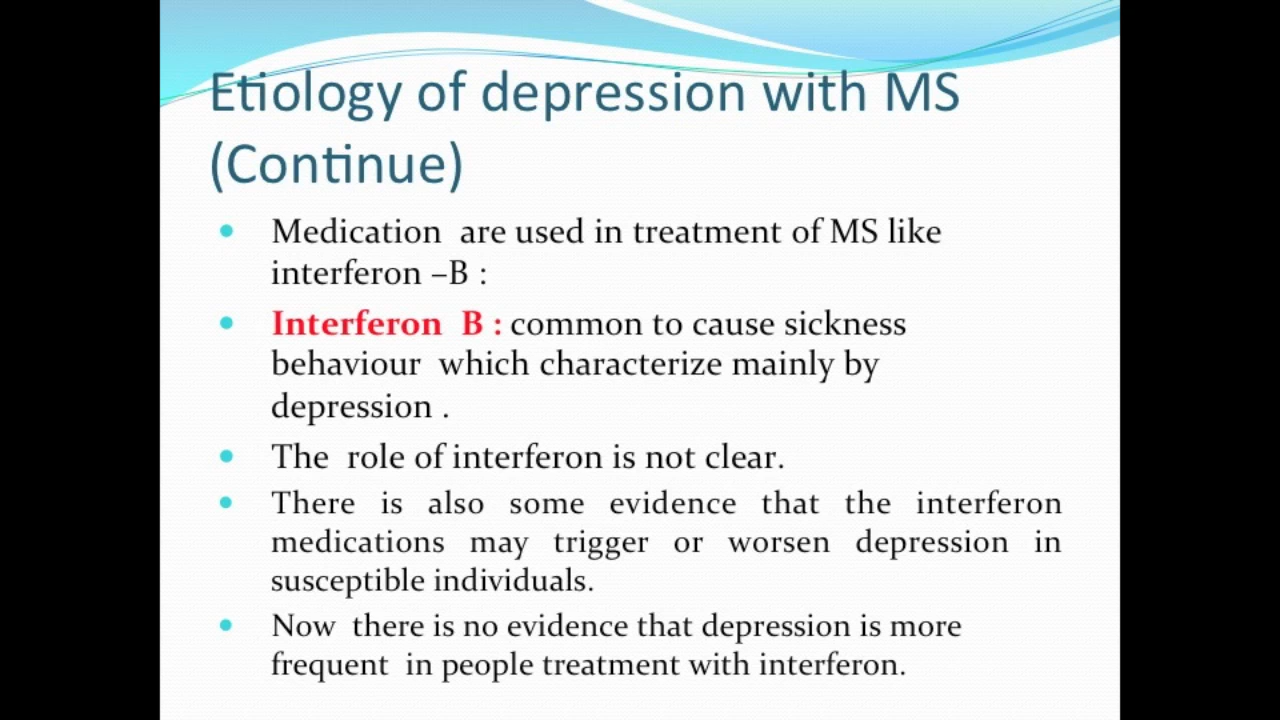 Etiology of depression with MS
(Continue)
• Medication are used in treatment of MS like
interferon –B :
• Interferon B : common to cause sickness
behaviour which characterize mainly by
depression .
• The role of interferon is not clear.
• There is also some evidence that the interferon
medications may trigger or worsen depression in
susceptible individuals.
• Now there is no evidence that depression is more
frequent in people treatment with interferon.